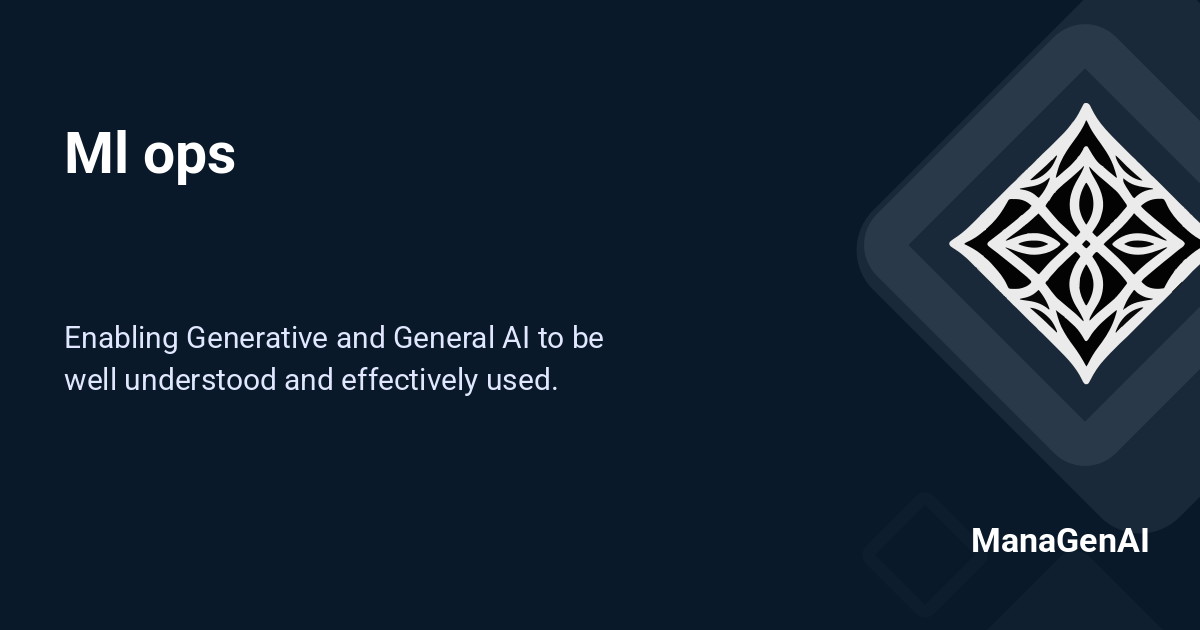 Ml ops
Enabling Generative and General AI to be
well understood and effectively used.
ManaGenAI